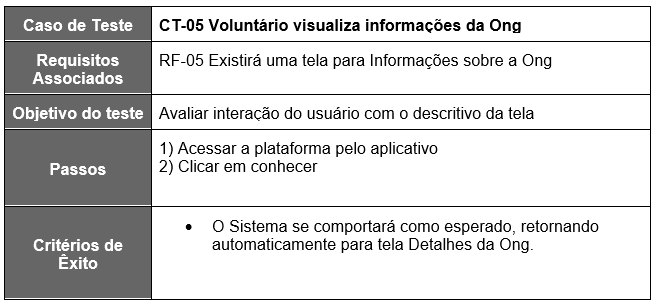 Caso de Teste
CT-05 Voluntário visualiza informações da Ong
Requisitos
Associados
RF-05 Existirá uma tela para Informações sobre a Ong
Objetivo do teste
Avaliar interação do usuário com o descritivo da tela
Passos
1) Acessar a plataforma pelo aplicativo
2) Clicar em conhecer
Critérios de
Êxito
• O Sistema se comportará como esperado, retornando
automaticamente para tela Detalhes da Ong.